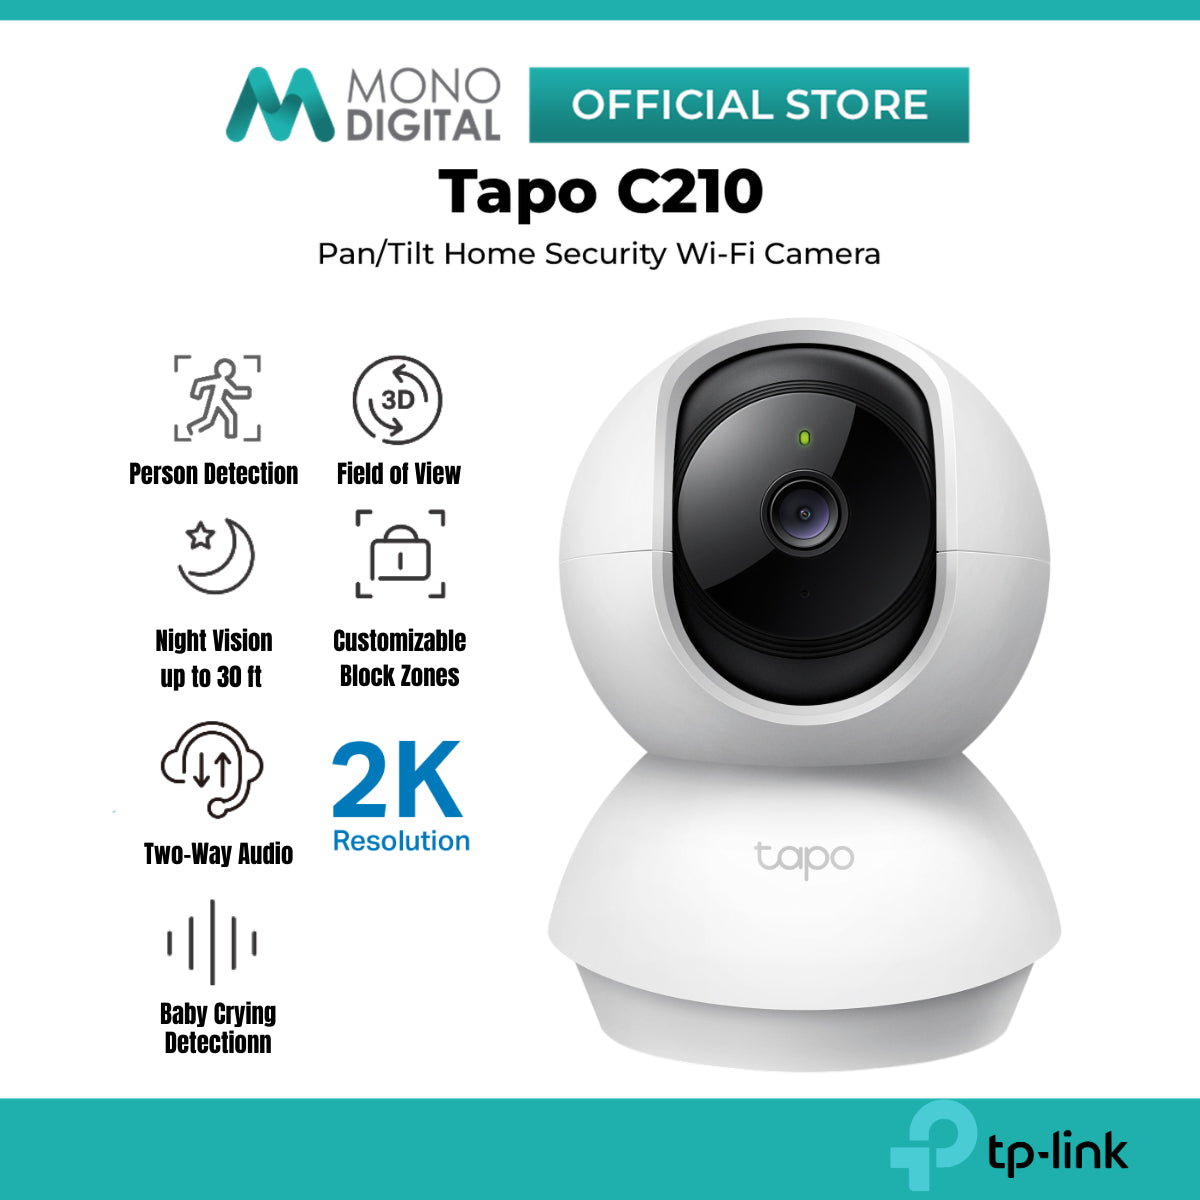 MONO
DIGITAL
OFFICIAL STORE
Tapo C210
Pan/Tilt Home Security Wi-Fi Camera
3D
Person Detection
Field of View
Night Vision
up to 30 ft
Customizable
Block Zones
Two-Way Audio
2K
Resolution
Baby Crying
Detectionn
tapo
tp-link